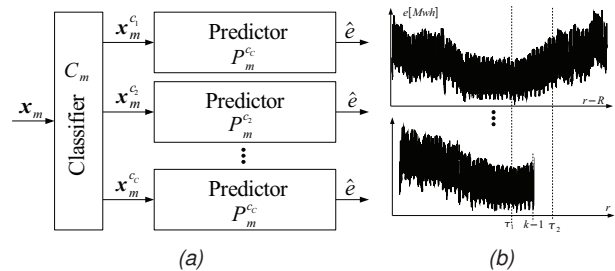 x_m
Classifier C_m
x_m^{c_1}
Predictor
P_m^{c_C}
ê
x_m^{c_2}
Predictor
P_m^{c_2}
ê
x_m^{c_C}
Predictor
P_m^{c_C}
ê
(a)
e[Mwh]
r−R
r
τ_1
k−1
τ_2
(b)